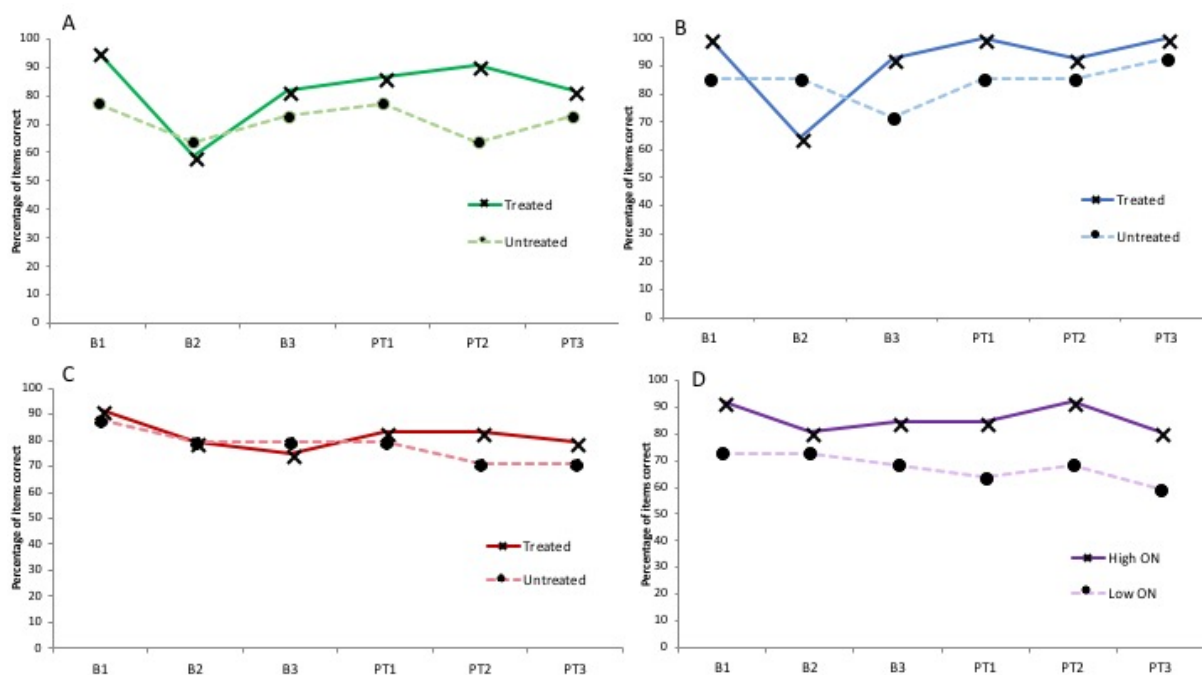 A
Percentage of items correct
100
90
80
70
60
50
40
30
20
10
0
B1 B2 B3 PT1 PT2 PT3
Treated
Untreated
B
Percentage of items correct
100
90
80
70
60
50
40
30
20
10
0
B1 B2 B3 PT1 PT2 PT3
Treated
Untreated
C
Percentage of items correct
100
90
80
70
60
50
40
30
20
10
0
B1 B2 B3 PT1 PT2 PT3
Treated
Untreated
D
Percentage of items correct
100
90
80
70
60
50
40
30
20
10
0
B1 B2 B3 PT1 PT2 PT3
High ON
Low ON